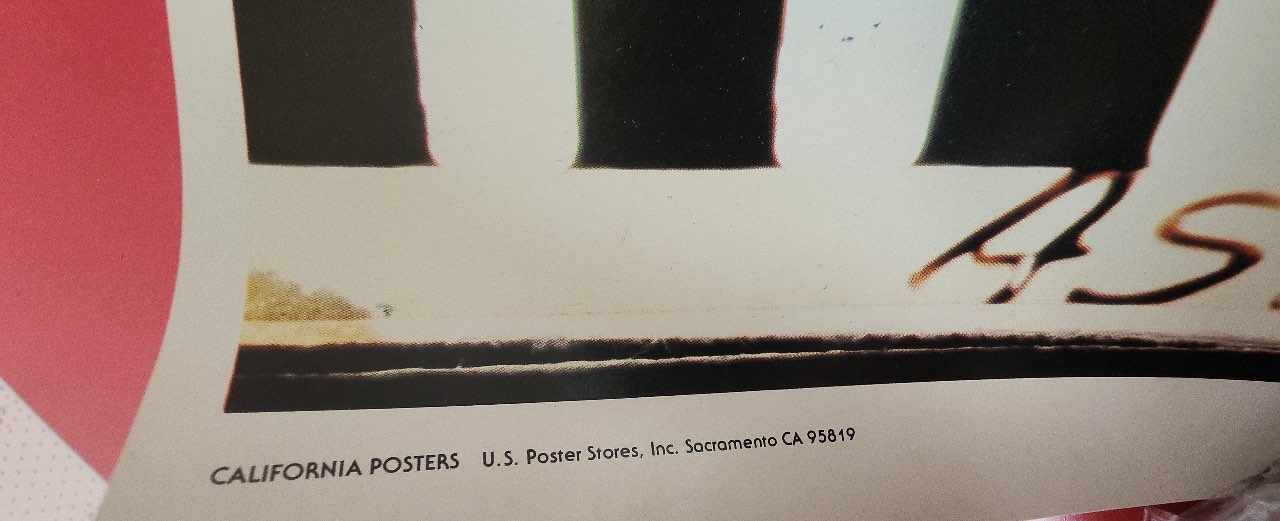 A S.
CALIFORNIA POSTERS U.S. Poster Stores, Inc. Sacramento CA 95819